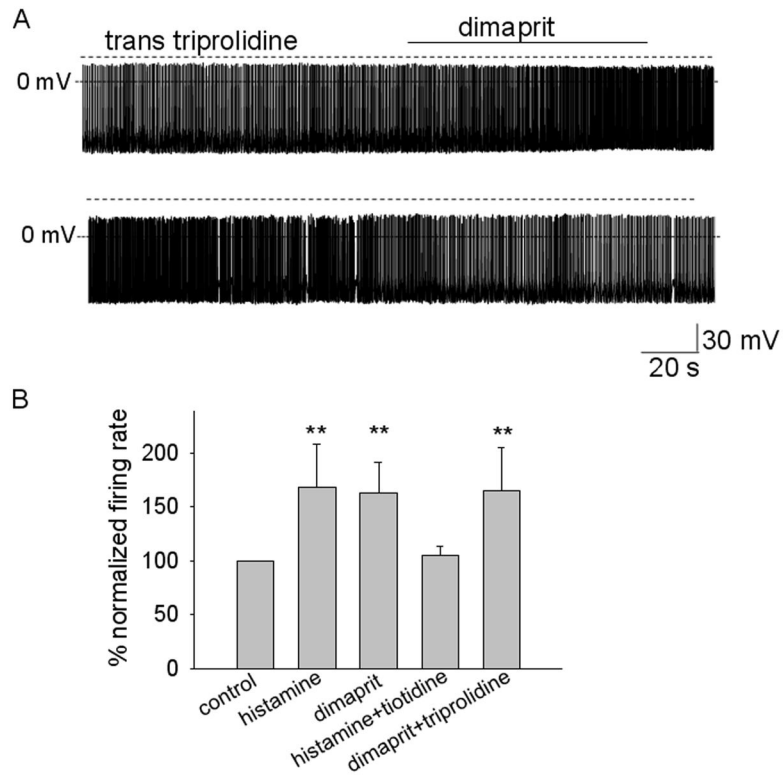 A
trans triprolidine
dimaprit
0 mV
0 mV
30 mV
20 s
B
% normalized firing rate
200
150
100
50
0
**
**
**
control
histamine
dimaprit
histamine+tiotidine
dimaprit+triprolidine